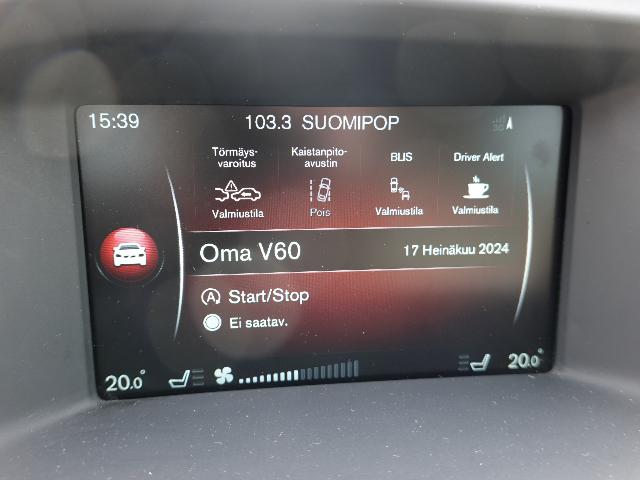 15:39 103.3 SUOMIPOP 3G
Törmäys-
varoitus
Valmiustila
Kaistanpito-
avustin
Pois
BLIS
Valmiustila
Driver Alert
Valmiustila
Oma V60 17 Heinäkuu 2024
Start/Stop
Ei saatav.
20.0° 20.0°